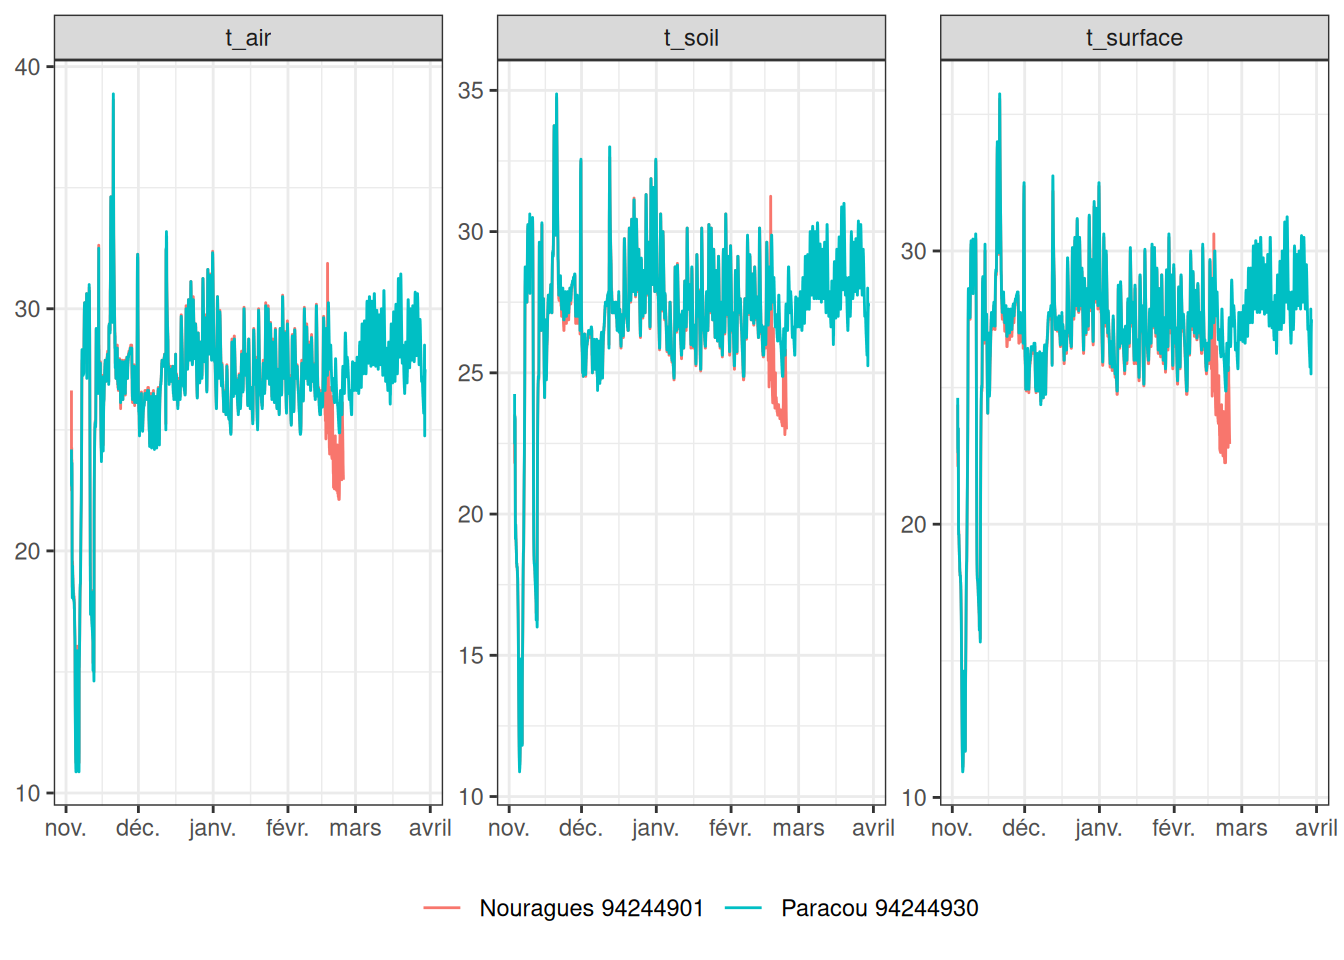 t_air
t_soil
t_surface
40
30
20
10
35
30
25
20
15
10
30
20
10
nov. déc. janv. févr. mars avril
nov. déc. janv. févr. mars avril
nov. déc. janv. févr. mars avril
Nouragues 94244901 Paracou 94244930